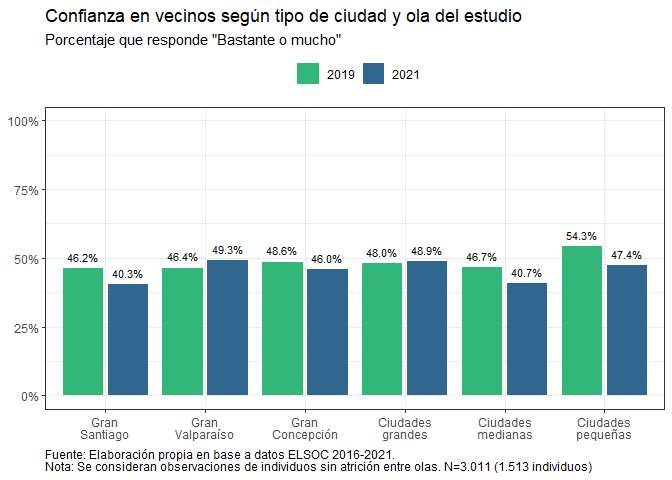 Confianza en vecinos según tipo de ciudad y ola del estudio
Porcentaje que responde "Bastante o mucho"
2019 2021
100%
75%
50%
25%
0%
46.2% 40.3% 46.4% 49.3% 48.6% 46.0% 48.0% 48.9% 46.7% 40.7% 54.3% 47.4%
Gran
Santiago
Gran
Valparaíso
Gran
Concepción
Ciudades
grandes
Ciudades
medianas
Ciudades
pequeñas
Fuente: Elaboración propia en base a datos ELSOC 2016-2021.
Nota: Se consideran observaciones de individuos sin atrición entre olas. N=3.011 (1.513 individuos)